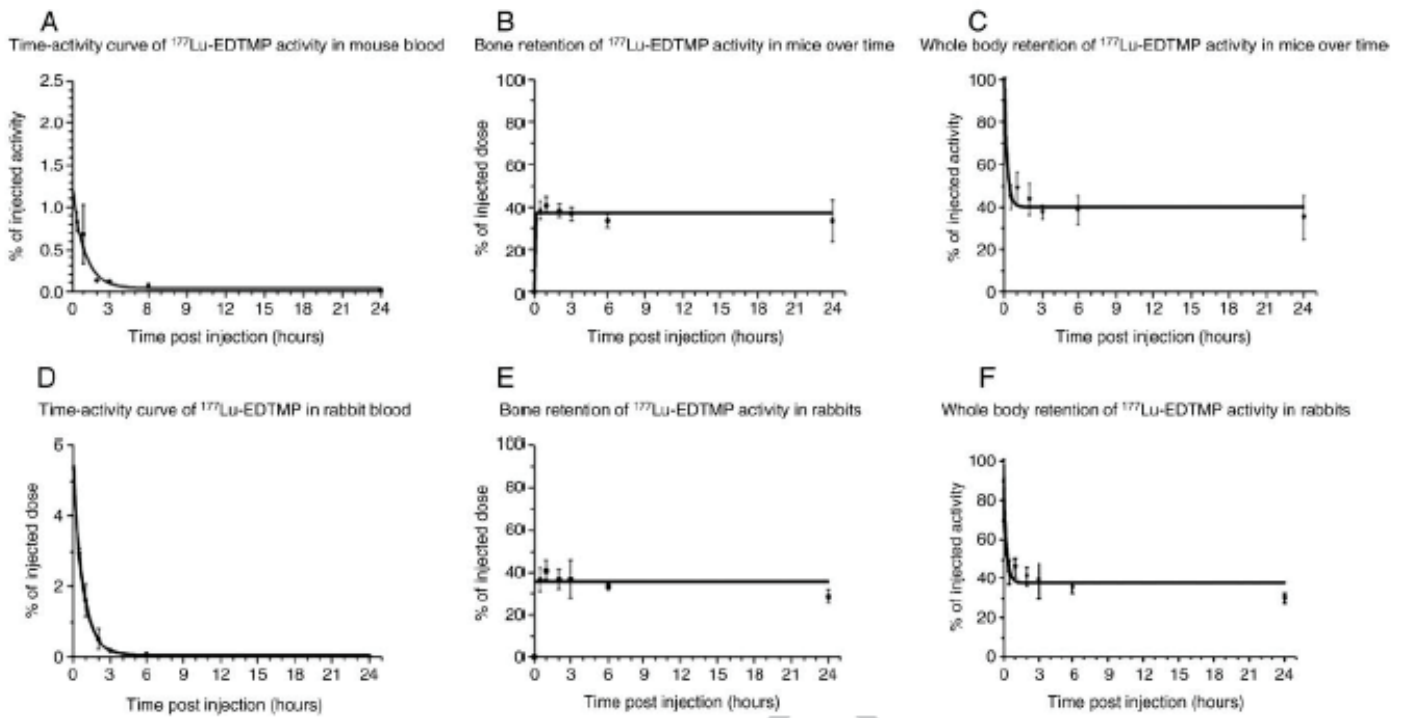 A
Time-activity curve of ¹⁷⁷Lu-EDTMP activity in mouse blood
% of injected activity
2.5
2.0
1.5
1.0
0.5
0.0
0 3 6 9 12 15 18 21 24
Time post injection (hours)
B
Bone retention of ¹⁷⁷Lu-EDTMP activity in mice over time
% of injected dose
100
80
60
40
20
0
0 3 6 9 12 15 18 21 24
Time post injection (hours)
C
Whole body retention of ¹⁷⁷Lu-EDTMP activity in mice over time
% of injected activity
100
80
60
40
20
0
0 3 6 9 12 15 18 21 24
Time post injection (hours)
D
Time-activity curve of ¹⁷⁷Lu-EDTMP in rabbit blood
% of injected dose
6
4
2
0
0 3 6 9 12 15 18 21 24
Time post injection (hours)
E
Bone retention of ¹⁷⁷Lu-EDTMP activity in rabbits
% of injected dose
100
80
60
40
20
0
0 3 6 9 12 15 18 21 24
Time post injection (hours)
F
Whole body retention of ¹⁷⁷Lu-EDTMP activity in rabbits
% of injected activity
100
80
60
40
20
0
0 3 6 9 12 15 18 21 24
Time post injection (hours)